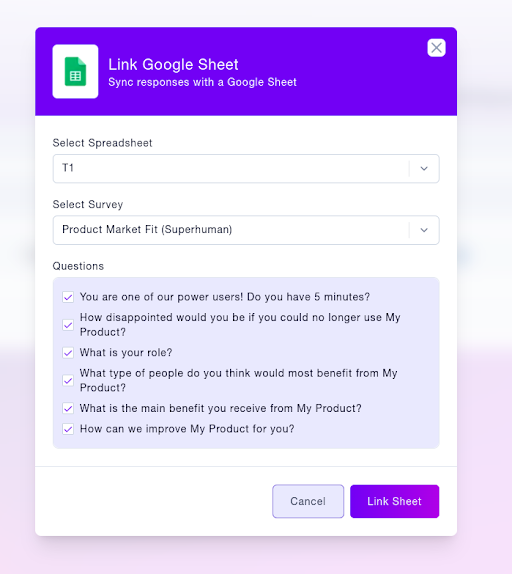 Link Google Sheet
Sync responses with a Google Sheet
Select Spreadsheet
T1
Select Survey
Product Market Fit (Superhuman)
Questions
You are one of our power users! Do you have 5 minutes?
How disappointed would you be if you could no longer use My
Product?
What is your role?
What type of people do you think would most benefit from My
Product?
What is the main benefit you receive from My Product?
How can we improve My Product for you?
Cancel
Link Sheet